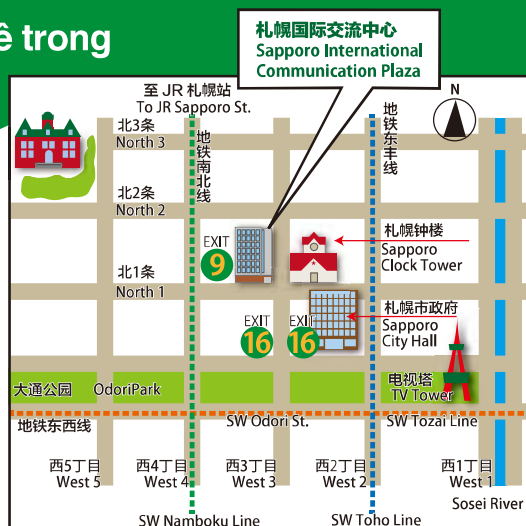 ê trong
札幌国际交流中心
Sapporo International
Communication Plaza
至 JR 札幌站
To JR Sapporo St.
N
北3条
North 3
地铁南北线
地铁东丰线
北2条
North 2
EXIT
9
札幌钟楼
Sapporo
Clock Tower
北1条
North 1
EXIT
16
EXIT
16
札幌市政府
Sapporo
City Hall
大通公园 OdoriPark
电视塔
TV Tower
地铁东西线
SW Odori St.
SW Tozai Line
西5丁目
West 5
西4丁目
West 4
西3丁目
West 3
西2丁目
West 2
西1丁目
West 1
Sosei River
SW Namboku Line
SW Toho Line